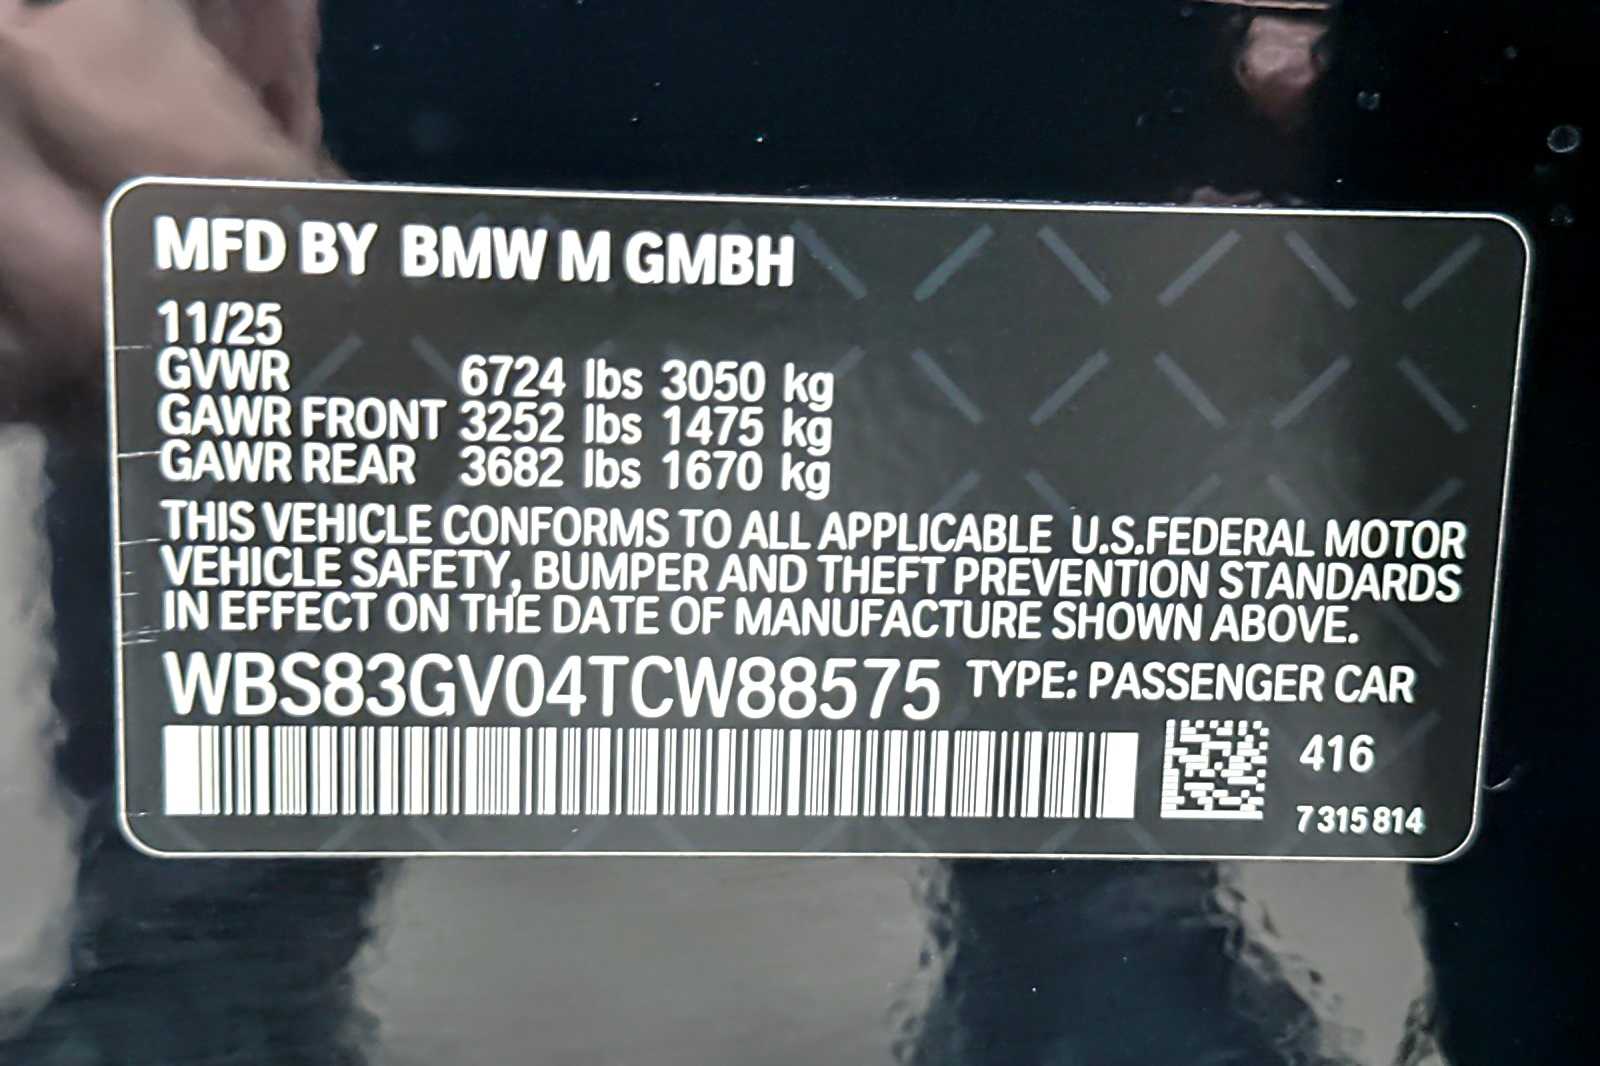 MFD BY BMW M GMBH
11/25
GVWR 6724 lbs 3050 kg
GAWR FRONT 3252 lbs 1475 kg
GAWR REAR 3682 lbs 1670 kg
THIS VEHICLE CONFORMS TO ALL APPLICABLE U.S.FEDERAL MOTOR
VEHICLE SAFETY, BUMPER AND THEFT PREVENTION STANDARDS
IN EFFECT ON THE DATE OF MANUFACTURE SHOWN ABOVE.
WBS83GV04TCW88575 TYPE: PASSENGER CAR
416
7 315 814